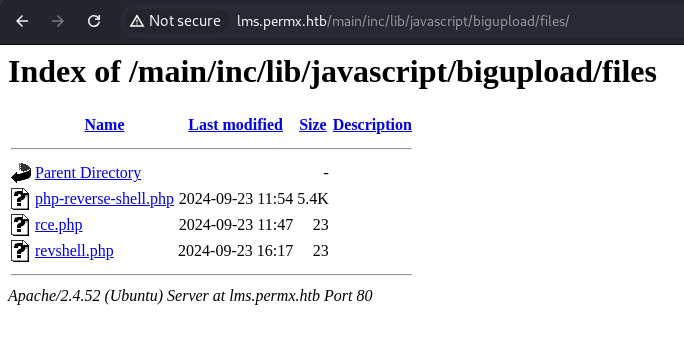 Not secure lms.permx.htb/main/inc/lib/javascript/bigupload/files/
Index of /main/inc/lib/javascript/bigupload/files
Name Last modified Size Description
Parent Directory -
php-reverse-shell.php 2024-09-23 11:54 5.4K
rce.php 2024-09-23 11:47 23
revshell.php 2024-09-23 16:17 23
Apache/2.4.52 (Ubuntu) Server at lms.permx.htb Port 80